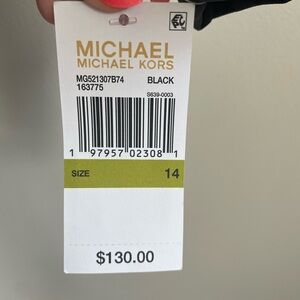 MICHAEL
MICHAEL KORS
MG521307B74 BLACK
163775
S639-0003
1 97957 02308 1
SIZE 14
$130.00